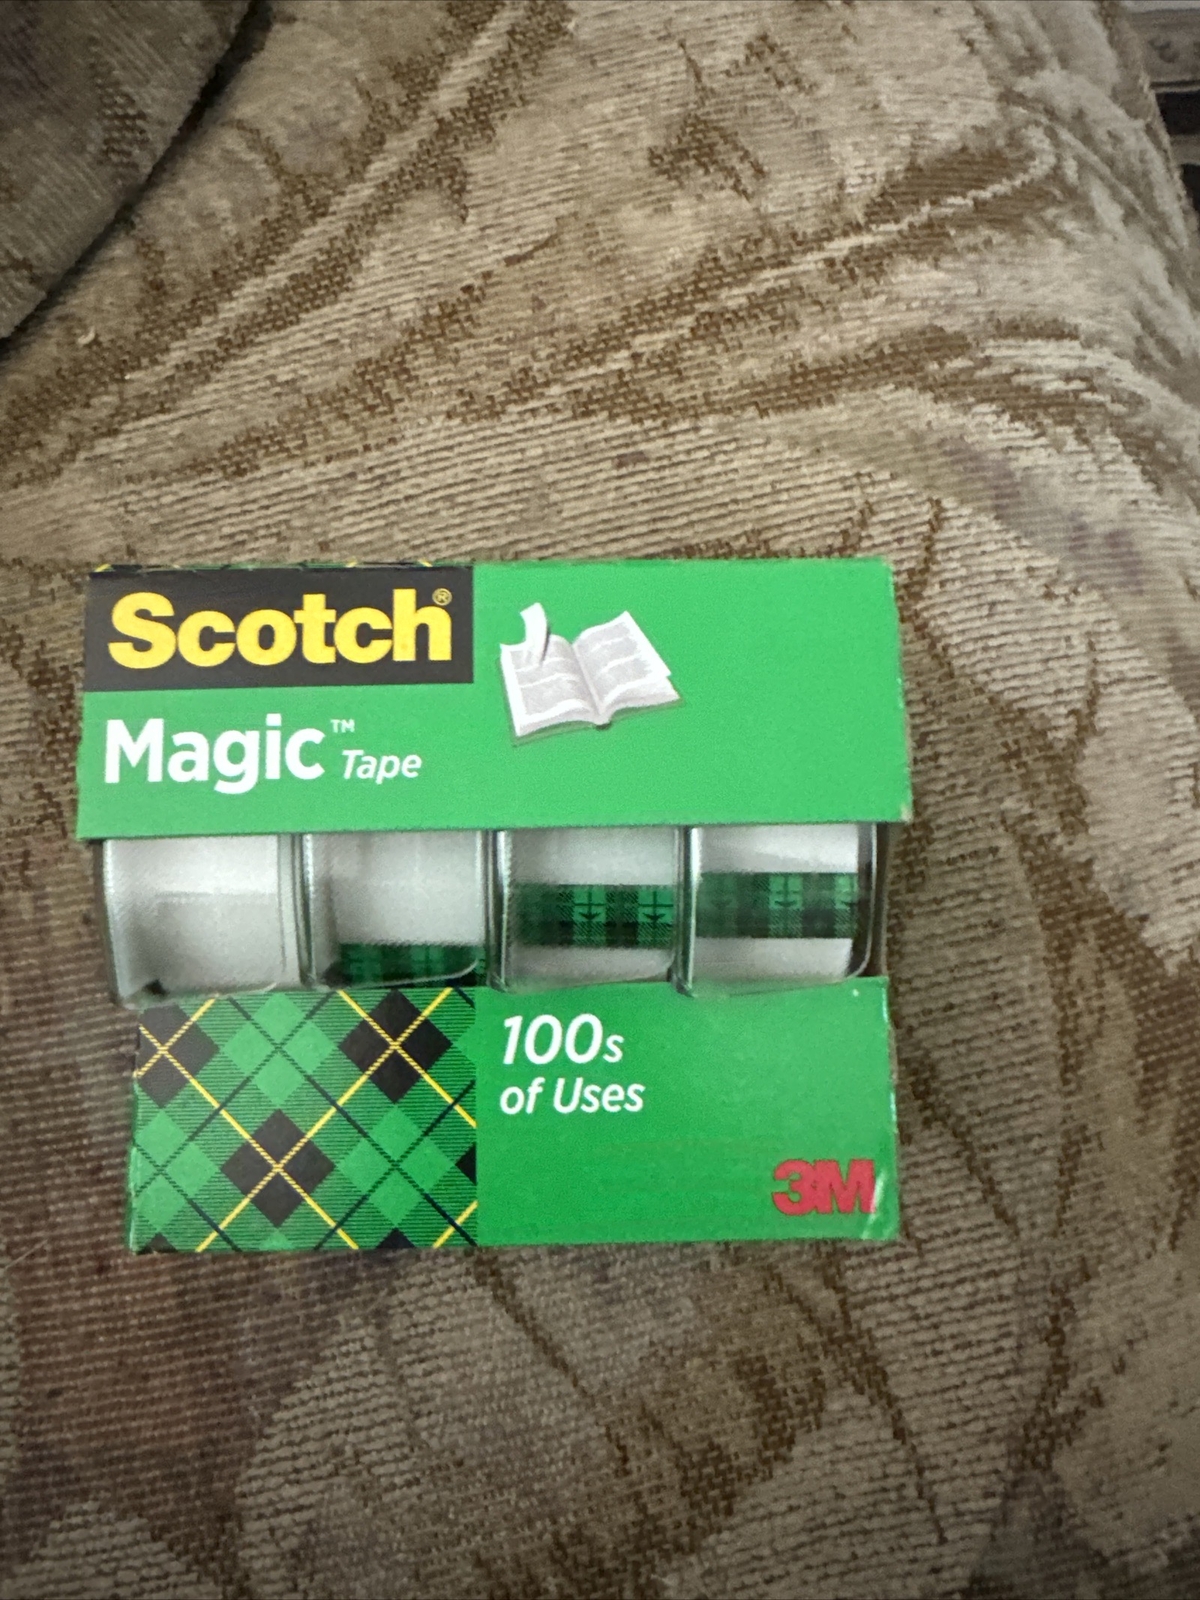 Scotch®
Magic™ Tape
100s
of Uses
3M